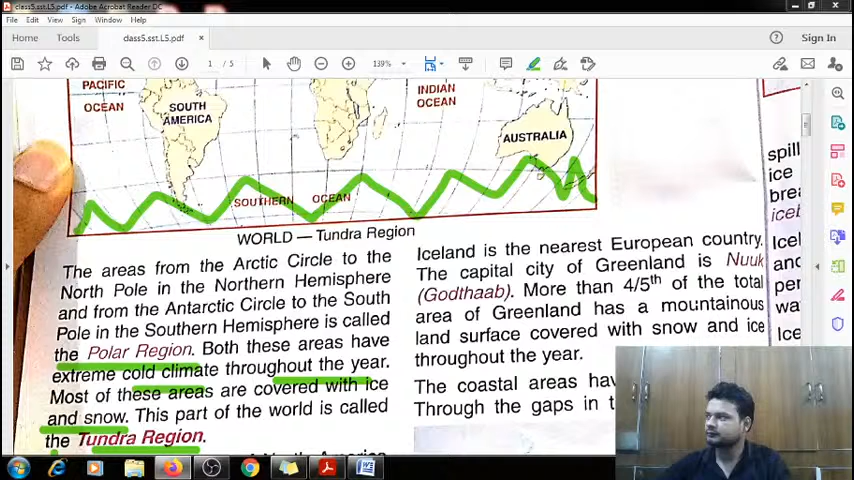 class5.sst.L5.pdf - Adobe Acrobat Reader DC
File Edit View Sign Window Help
Home Tools class5.sst.L5.pdf × Sign In
1 / 5 139%
PACIFIC
OCEAN
SOUTH
AMERICA
INDIAN
OCEAN
AUSTRALIA
SOUTHERN OCEAN
WORLD — Tundra Region
The areas from the Arctic Circle to the
North Pole in the Northern Hemisphere
and from the Antarctic Circle to the South
Pole in the Southern Hemisphere is called
the Polar Region. Both these areas have
extreme cold climate throughout the year.
Most of these areas are covered with ice
and snow. This part of the world is called
the Tundra Region.
North America
Iceland is the nearest European country.
The capital city of Greenland is Nuuk
(Godthaab). More than 4/5th of the total
area of Greenland has a mountainous
land surface covered with snow and ice
throughout the year.
The coastal areas hav
Through the gaps in t
spill
ice
brea
iceb
Icel
and
per
wa
Ice